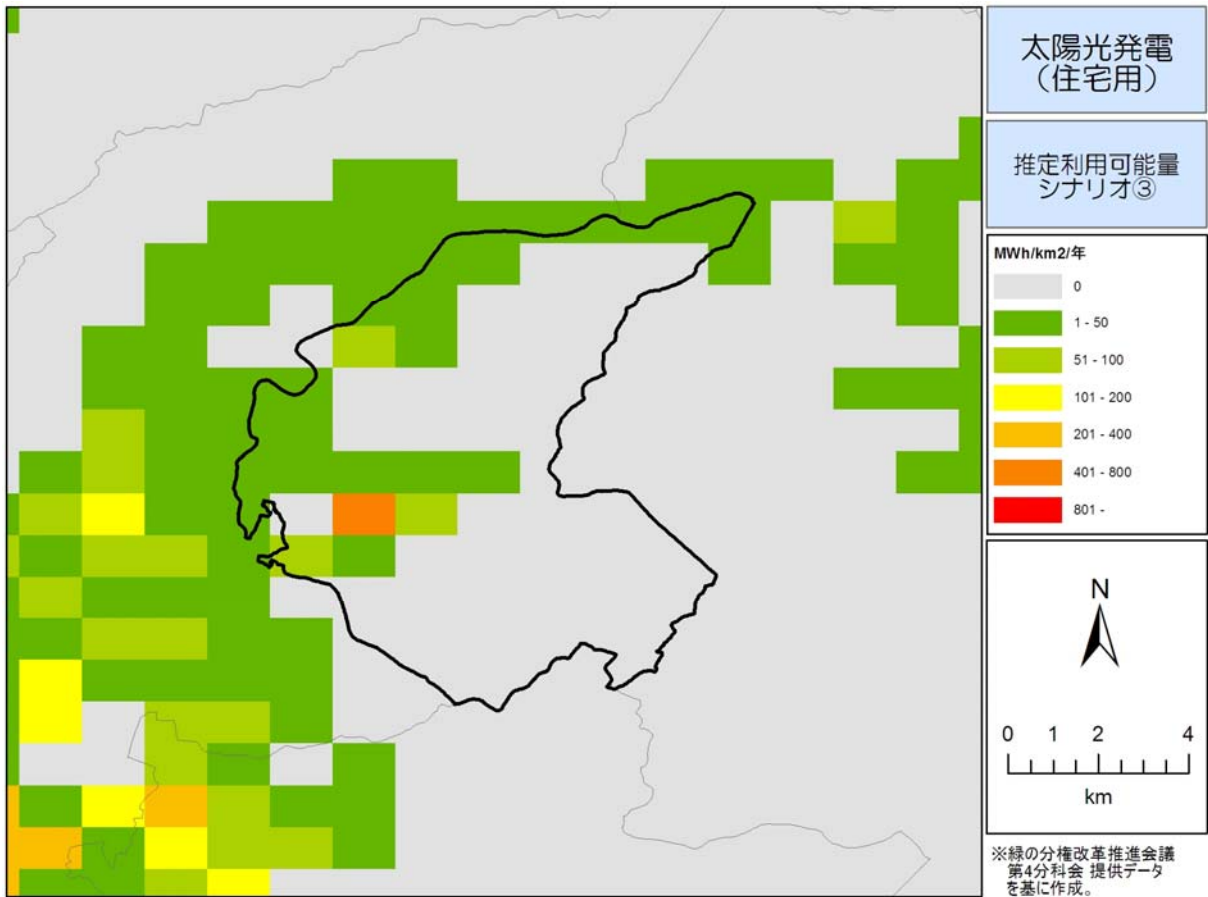 太陽光発電
（住宅用）
推定利用可能量
シナリオ③
MWh/km2/年
0
1 - 50
51 - 100
101 - 200
201 - 400
401 - 800
801 -
N
0 1 2 4
km
※緑の分権改革推進会議
第4分科会 提供データ
を基に作成。